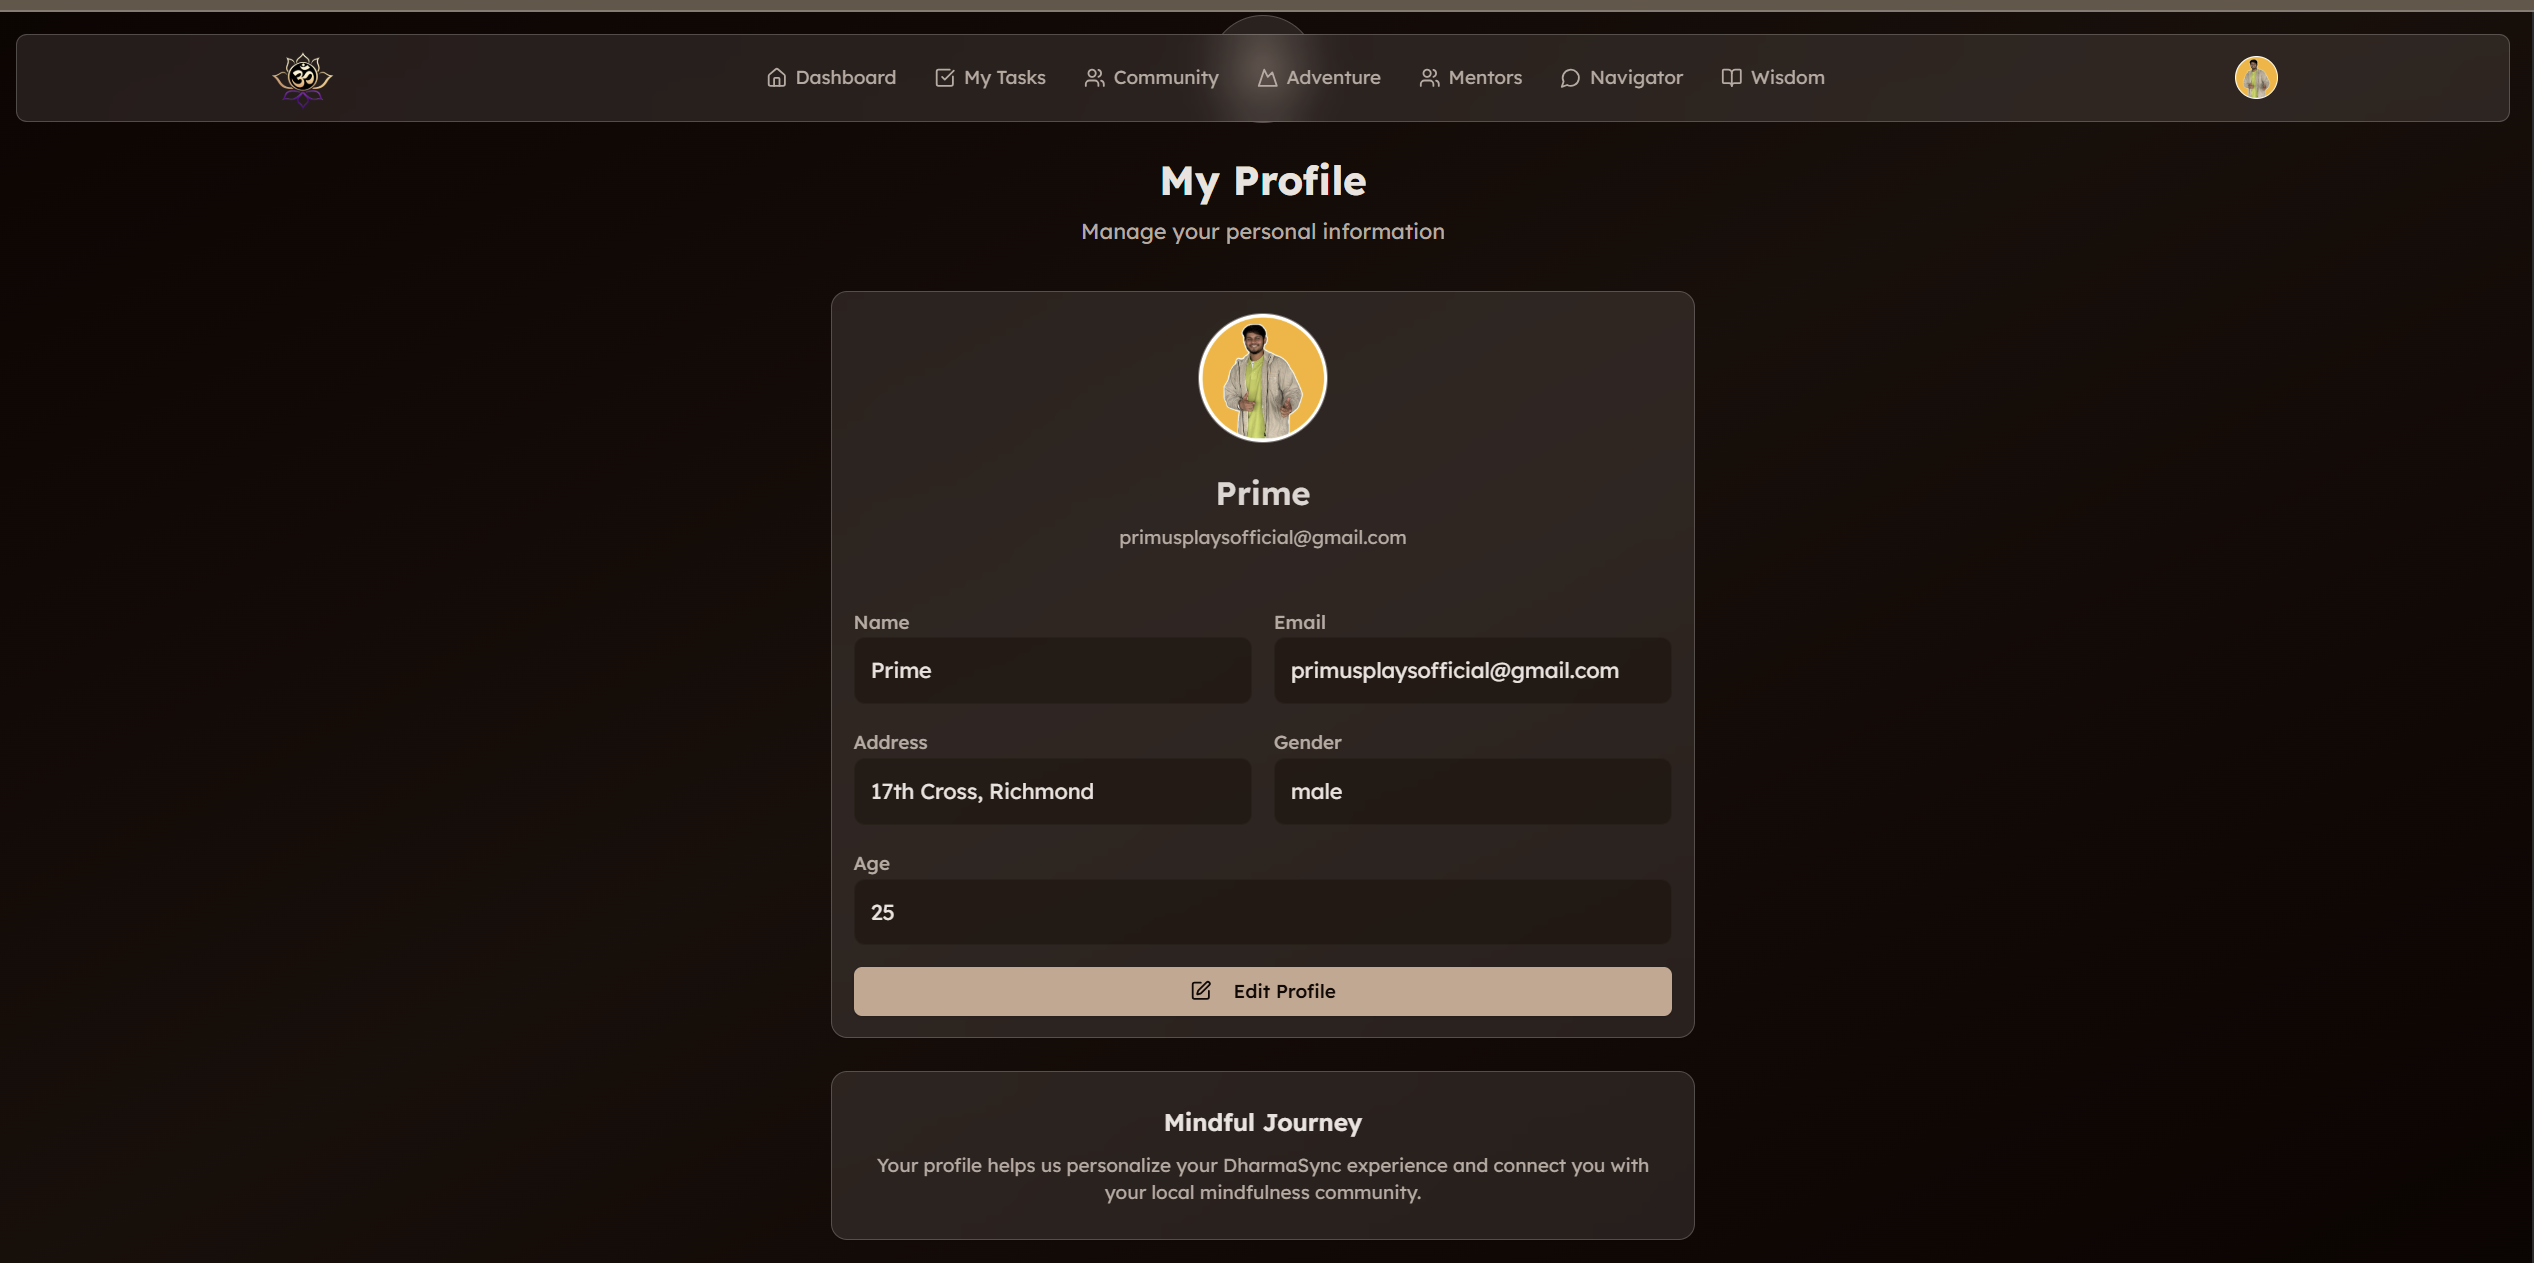 ॐ
Dashboard
My Tasks
Community
Adventure
Mentors
Navigator
Wisdom
My Profile
Manage your personal information
Prime
primusplaysofficial@gmail.com
Name
Email
Prime
primusplaysofficial@gmail.com
Address
Gender
17th Cross, Richmond
male
Age
25
Edit Profile
Mindful Journey
Your profile helps us personalize your DharmaSync experience and connect you with
your local mindfulness community.